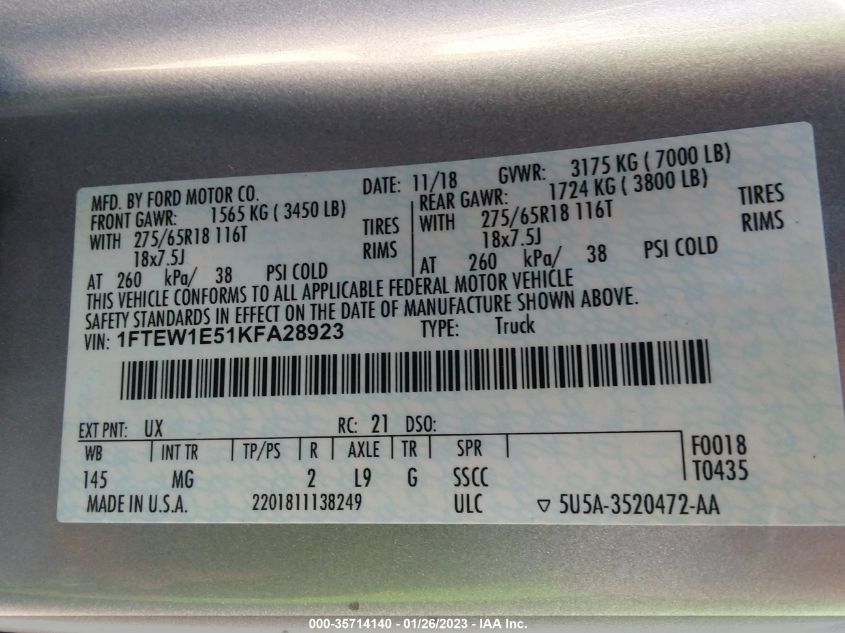 MFD. BY FORD MOTOR CO. DATE: 11/18 GVWR: 3175 KG ( 7000 LB)
FRONT GAWR: 1565 KG ( 3450 LB) REAR GAWR: 1724 KG ( 3800 LB)
WITH 275/65R18 116T TIRES WITH 275/65R18 116T TIRES
18x7.5J RIMS 18x7.5J RIMS
AT 260 kPa/ 38 PSI COLD AT 260 kPa/ 38 PSI COLD
THIS VEHICLE CONFORMS TO ALL APPLICABLE FEDERAL MOTOR VEHICLE
SAFETY STANDARDS IN EFFECT ON THE DATE OF MANUFACTURE SHOWN ABOVE.
VIN: 1FTEW1E51KFA28923 TYPE: Truck
EXT PNT: UX RC: 21 DSO:
WB INT TR TP/PS R AXLE TR SPR F0018
145 MG 2 L9 G SSCC T0435
MADE IN U.S.A. 2201811138249 ULC ▽ 5U5A-3520472-AA
000-35714140 - 01/26/2023 - IAA Inc.